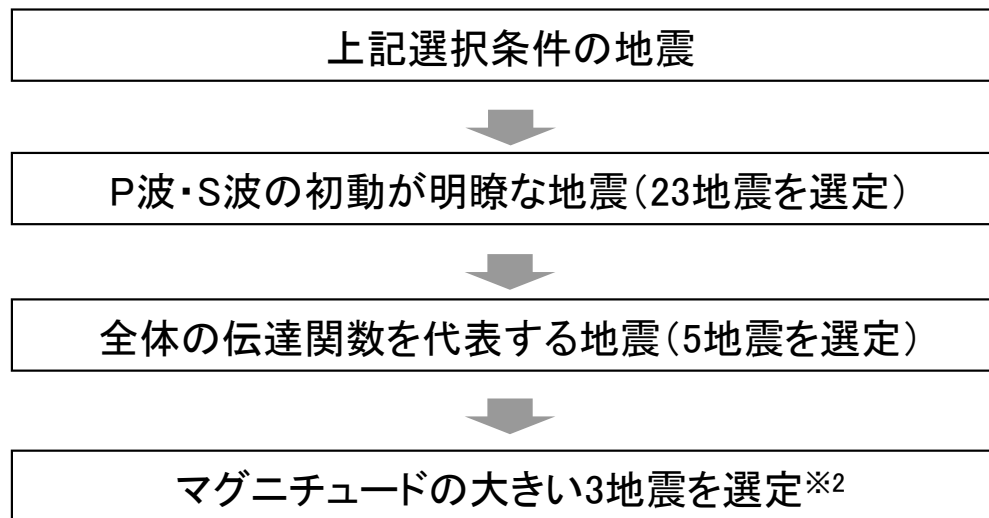 上記選択条件の地震
P波・S波の初動が明瞭な地震(23地震を選定)
全体の伝達関数を代表する地震(5地震を選定)
マグニチュードの大きい3地震を選定※2